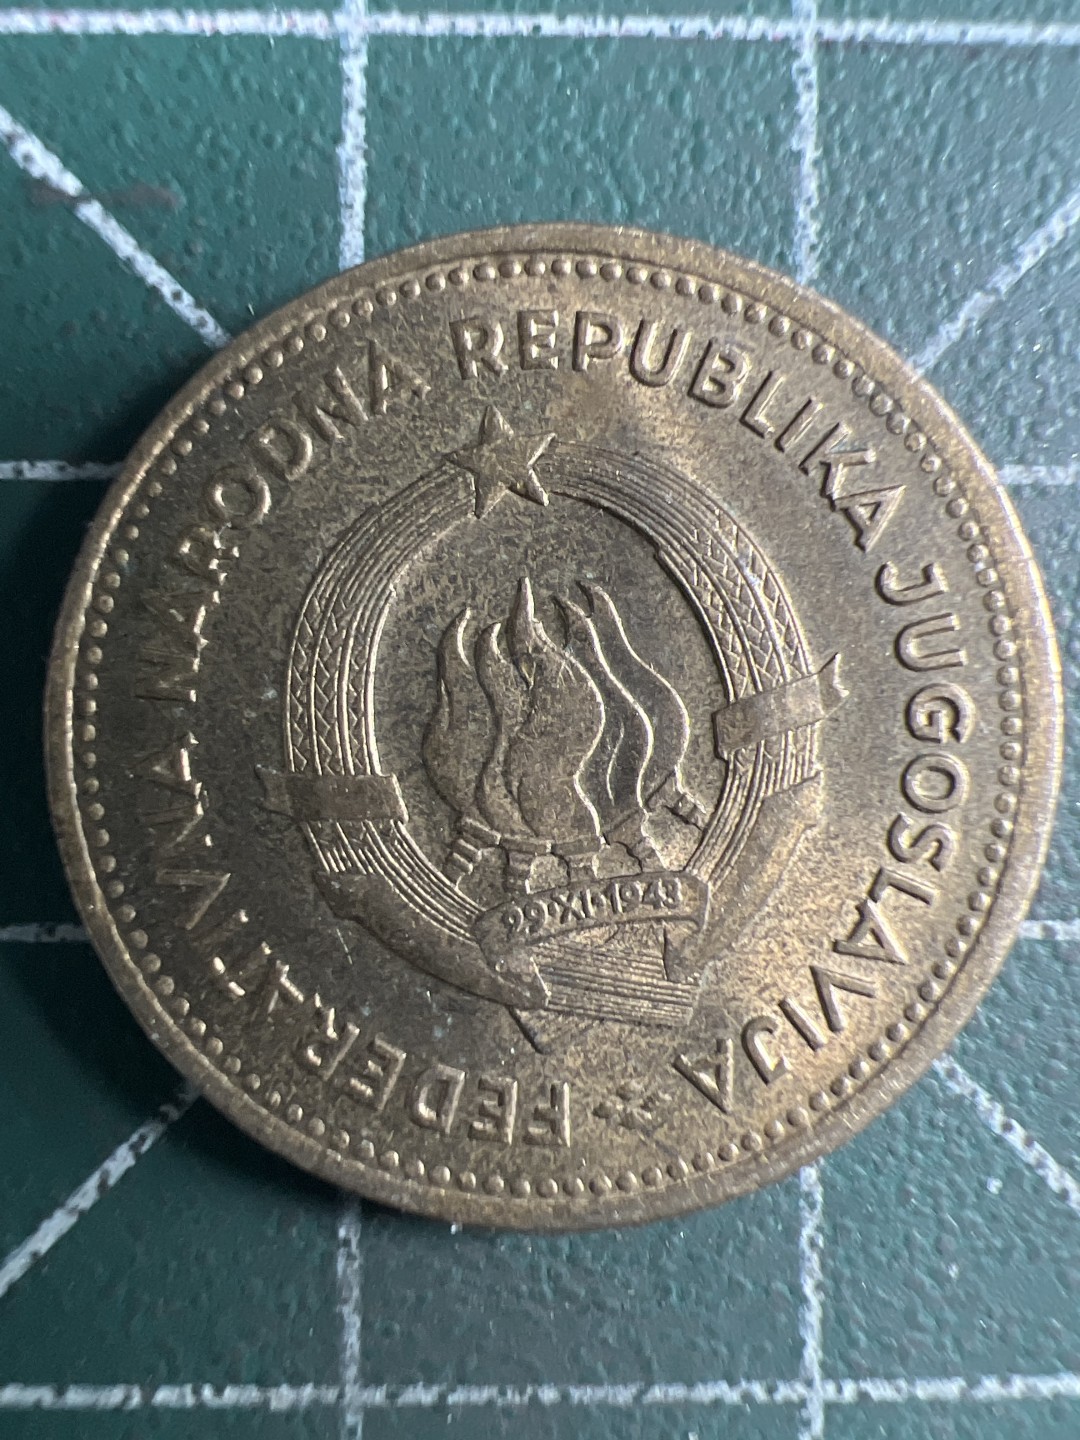 FEDERATIVNA NARODNA REPUBLIKA JUGOSLAVIJA
29·XI·1943